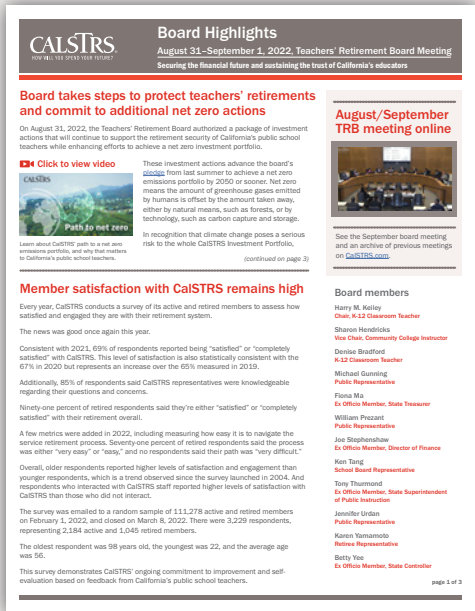 CALSTRS
HOW WILL YOU SPEND YOUR FUTURE?
Board Highlights
August 31–September 1, 2022, Teachers' Retirement Board Meeting
Securing the financial future and sustaining the trust of California's educators
Board takes steps to protect teachers' retirements
and commit to additional net zero actions
On August 31, 2022, the Teachers' Retirement Board authorized a package of investment
actions that will continue to support the retirement security of California's public school
teachers while enhancing efforts to achieve a net zero investment portfolio.
Click to view video
CALSTRS
Path to net zero
Learn about CalSTRS' path to a net zero
emissions portfolio, and why that matters
to California's public school teachers.
These investment actions advance the board's
pledge from last summer to achieve a net zero
emissions portfolio by 2050 or sooner. Net zero
means the amount of greenhouse gases emitted
by humans is offset by the amount taken away,
either by natural means, such as forests, or by
technology, such as carbon capture and storage.
In recognition that climate change poses a serious
risk to the whole CalSTRS Investment Portfolio,
(continued on page 3)
Member satisfaction with CalSTRS remains high
Every year, CalSTRS conducts a survey of its active and retired members to assess how
satisfied and engaged they are with their retirement system.
The news was good once again this year.
Consistent with 2021, 69% of respondents reported being "satisfied" or "completely
satisfied" with CalSTRS. This level of satisfaction is also statistically consistent with the
67% in 2020 but represents an increase over the 65% measured in 2019.
Additionally, 85% of respondents said CalSTRS representatives were knowledgeable
regarding their questions and concerns.
Ninety-one percent of retired respondents said they're either "satisfied" or "completely
satisfied" with their retirement overall.
A few metrics were added in 2022, including measuring how easy it is to navigate the
service retirement process. Seventy-one percent of retired respondents said the process
was either "very easy" or "easy," and no respondents said their path was "very difficult."
Overall, older respondents reported higher levels of satisfaction and engagement than
younger respondents, which is a trend observed since the survey launched in 2004. And
respondents who interacted with CalSTRS staff reported higher levels of satisfaction with
CalSTRS than those who did not interact.
The survey was emailed to a random sample of 111,278 active and retired members
on February 1, 2022, and closed on March 8, 2022. There were 3,229 respondents,
representing 2,184 active and 1,045 retired members.
The oldest respondent was 98 years old, the youngest was 22, and the average age
was 56.
This survey demonstrates CalSTRS' ongoing commitment to improvement and self-
evaluation based on feedback from California's public school teachers.
August/September
TRB meeting online
See the September board meeting
and an archive of previous meetings
on CalSTRS.com.
Board members
Harry M. Keiley
Chair, K-12 Classroom Teacher
Sharon Hendricks
Vice Chair, Community College Instructor
Denise Bradford
K-12 Classroom Teacher
Michael Gunning
Public Representative
Fiona Ma
Ex Officio Member, State Treasurer
William Prezant
Public Representative
Joe Stephenshaw
Ex Officio Member, Director of Finance
Ken Tang
School Board Representative
Tony Thurmond
Ex Officio Member, State Superintendent
of Public Instruction
Jennifer Urdan
Public Representative
Karen Yamamoto
Retiree Representative
Betty Yee
Ex Officio Member, State Controller
page 1 of 3